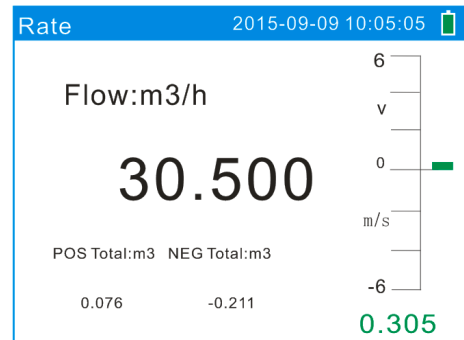 Rate 2015-09-09 10:05:05
Flow:m3/h
30.500
POS Total:m3 NEG Total:m3
0.076 -0.211
6
v
0
m/s
-6
0.305